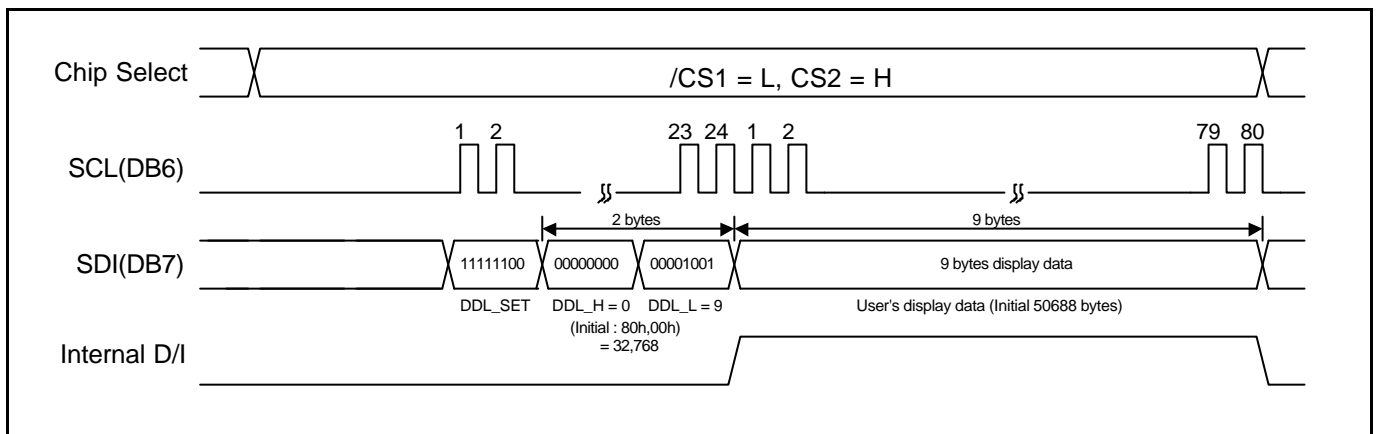 Chip Select
/CS1 = L, CS2 = H
1 2 23 24 1 2 79 80
SCL(DB6)
2 bytes 9 bytes
SDI(DB7) 11111100 00000000 00001001 9 bytes display data
DDL_SET DDL_H = 0 DDL_L = 9 User's display data (Initial 50688 bytes)
(Initial : 80h,00h)
= 32,768
Internal D/I